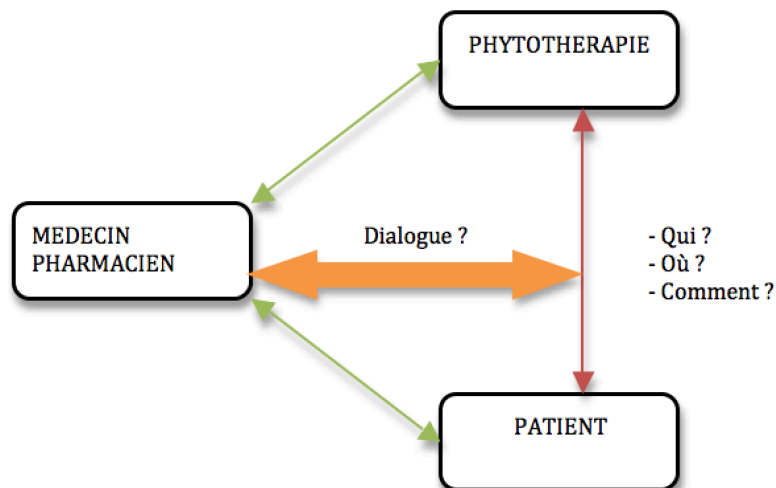 PHYTOTHERAPIE
MEDECIN
PHARMACIEN
Dialogue ?
- Qui ?
- Où ?
- Comment ?
PATIENT